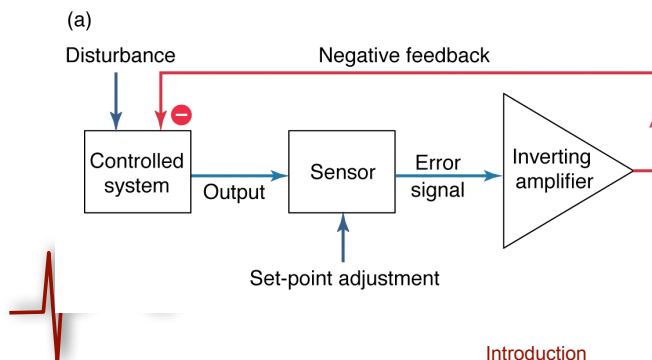 (a)
Disturbance
Negative feedback
−
Controlled
system
Output
Sensor
Error
signal
Inverting
amplifier
Set-point adjustment
Introduction